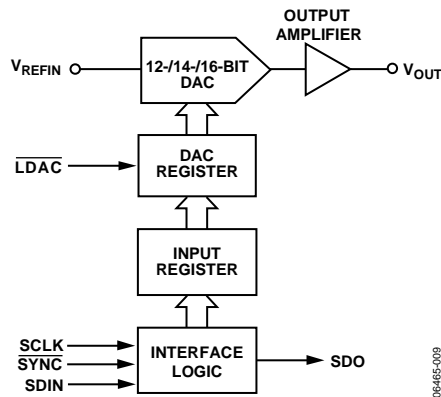 OUTPUT
AMPLIFIER
VREFIN
12-/14-/16-BIT
DAC
VOUT
LDAC
DAC
REGISTER
INPUT
REGISTER
SCLK
SYNC
SDIN
INTERFACE
LOGIC
SDO
06465-009